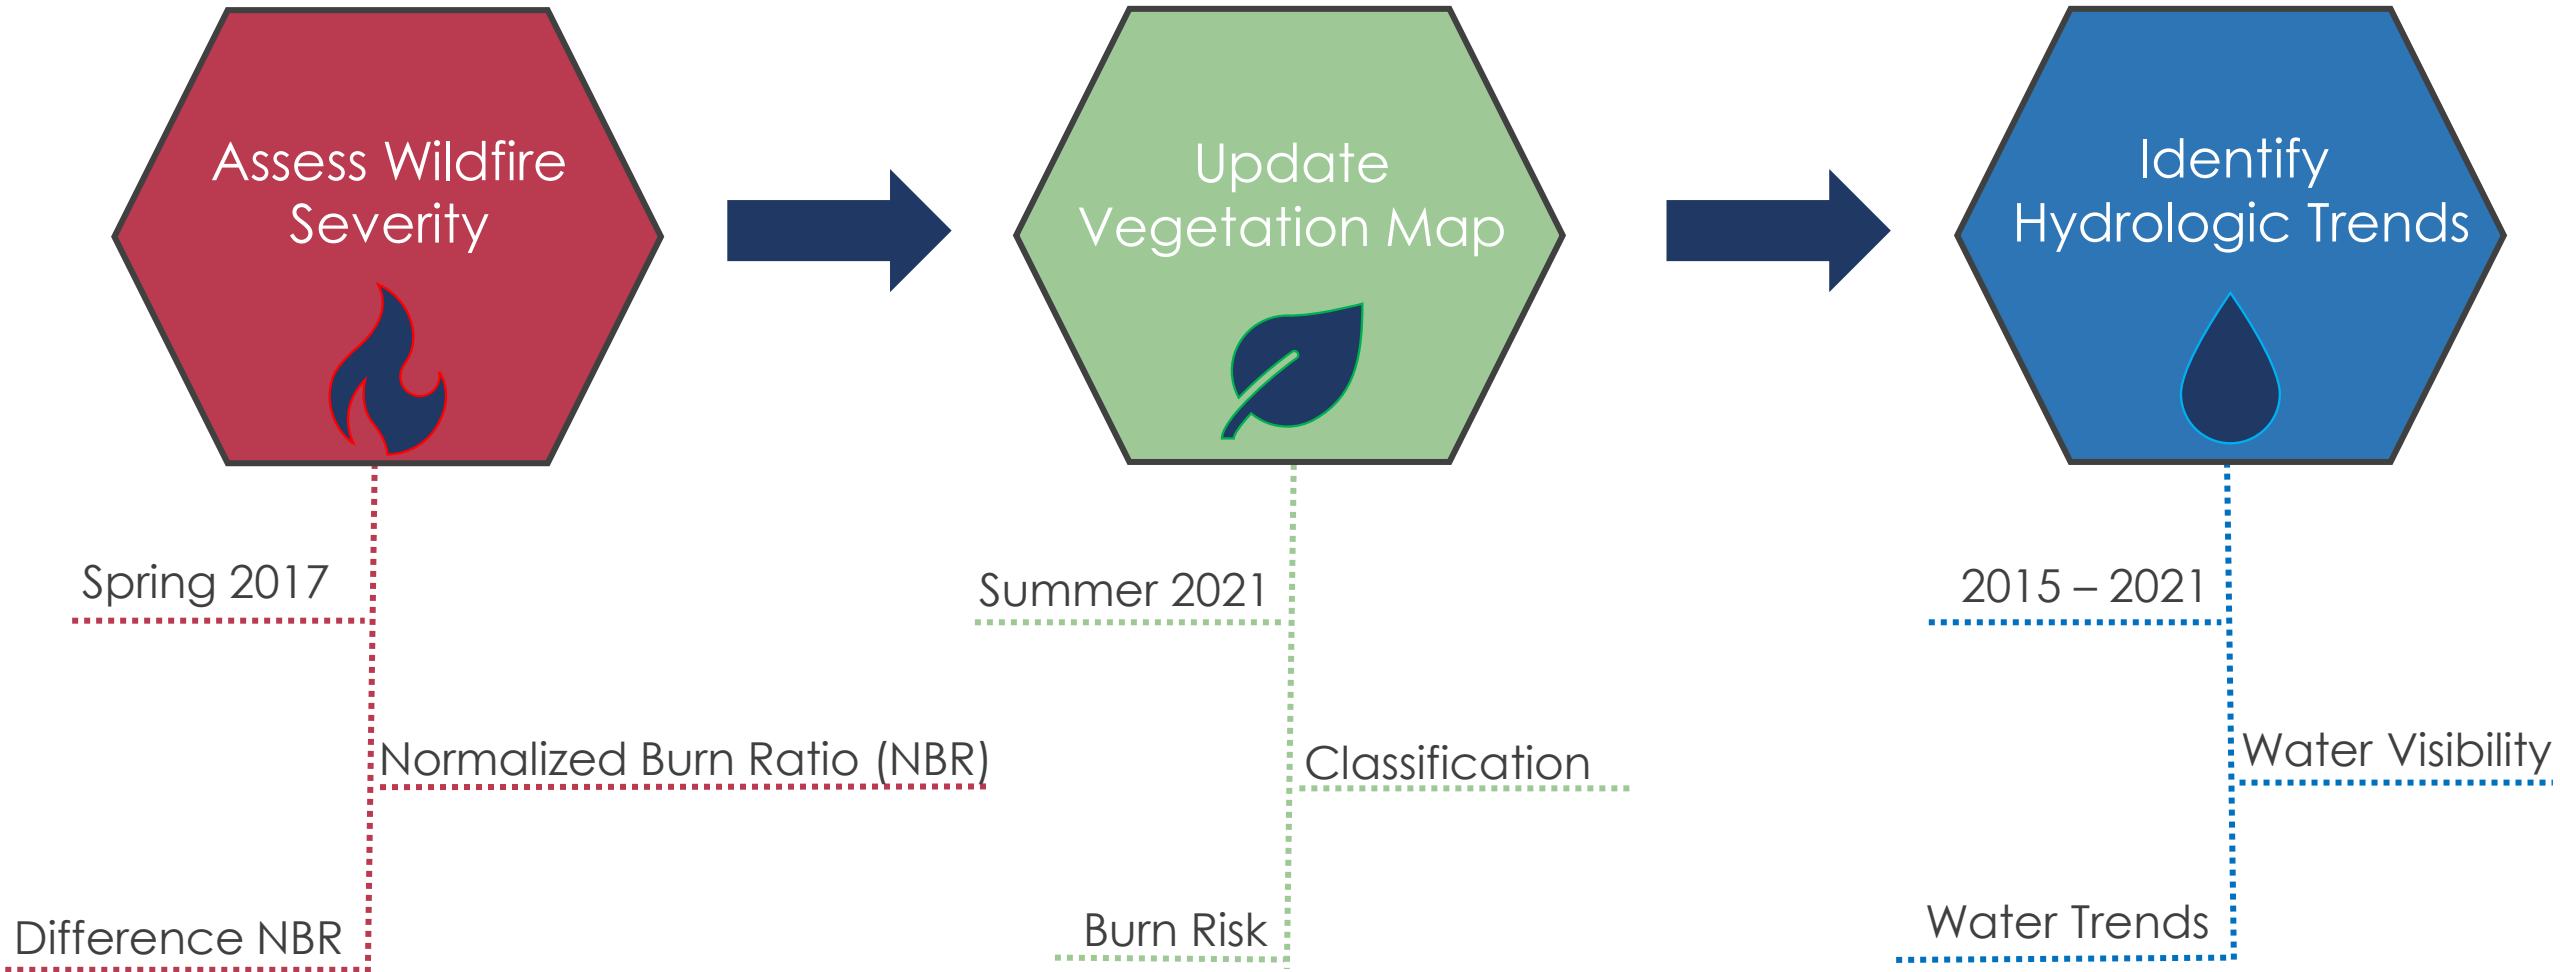 Assess Wildfire
Severity
Update
Vegetation Map
Identify
Hydrologic Trends
Spring 2017
Normalized Burn Ratio (NBR)
Difference NBR
Summer 2021
Classification
Burn Risk
2015 – 2021
Water Visibility
Water Trends